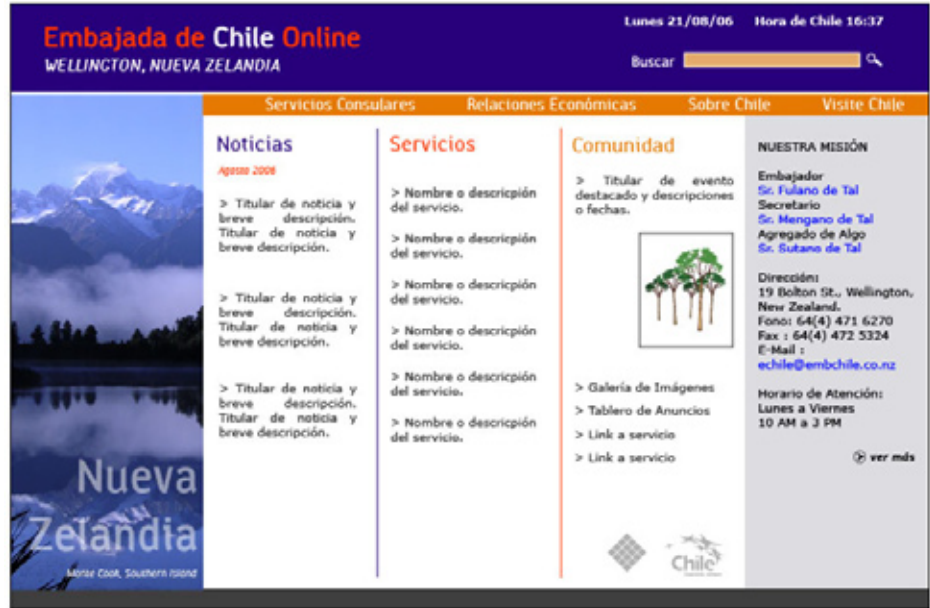 Embajada de Chile Online
WELLINGTON, NUEVA ZELANDIA
Lunes 21/08/06 Hora de Chile 16:37
Buscar
Servicios Consulares Relaciones Económicas Sobre Chile Visite Chile
Noticias
Agosto 2006
> Titular de noticia y
breve descripción.
Titular de noticia y
breve descripción.
> Titular de noticia y
breve descripción.
Titular de noticia y
breve descripción.
> Titular de noticia y
breve descripción.
Titular de noticia y
breve descripción.
Servicios
> Nombre o descricpión
del servicio.
> Nombre o descricpión
del servicio.
> Nombre o descricpión
del servicio.
> Nombre o descricpión
del servicio.
> Nombre o descricpión
del servicio.
> Nombre o descricpión
del servicio.
Comunidad
> Titular de evento
destacado y descripciones
o fechas.
> Galería de Imágenes
> Tablero de Anuncios
> Link a servicio
> Link a servicio
Chile
NUESTRA MISIÓN
Embajador
Sr. Fulano de Tal
Secretario
Sr. Mengano de Tal
Agregado de Algo
Sr. Sutano de Tal
Dirección:
19 Bolton St., Wellington,
New Zealand.
Fono: 64(4) 471 6270
Fax : 64(4) 472 5324
E-Mail :
echile@embchile.co.nz
Horario de Atención:
Lunes a Viernes
10 AM a 3 PM
ver más
Nueva
Zelandia
Cook, Southern Island